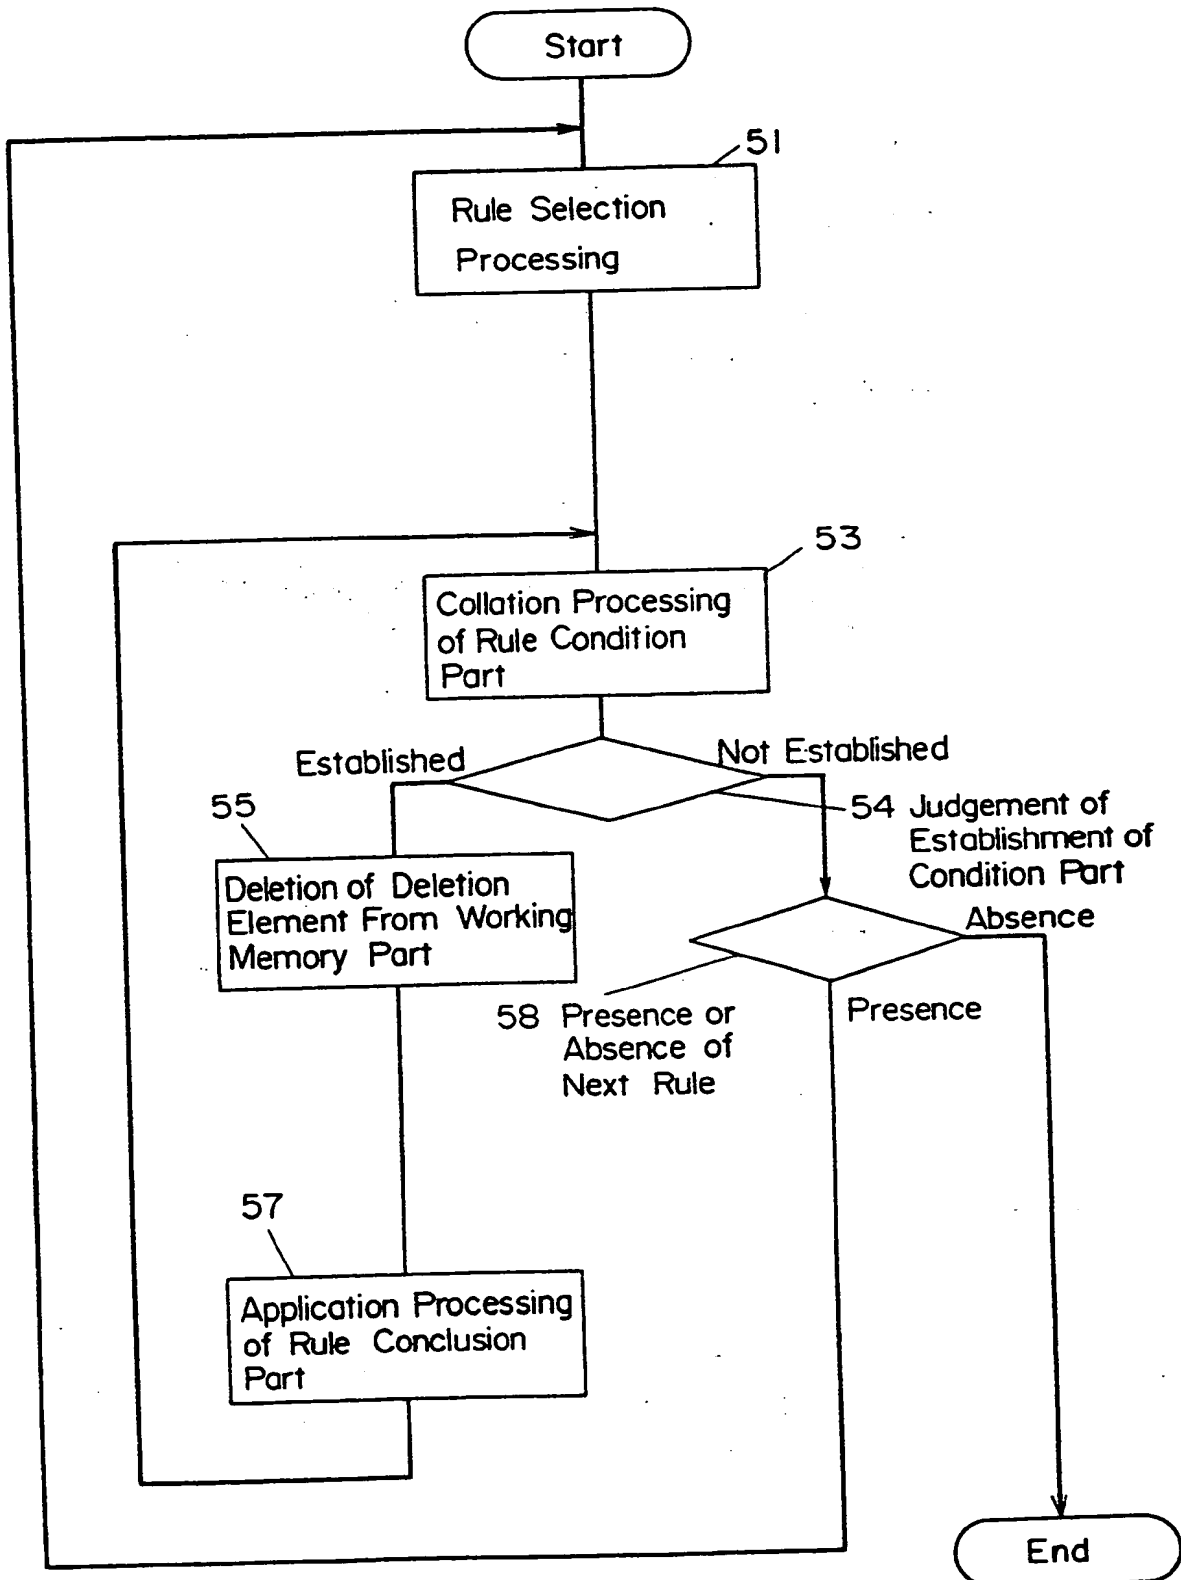 Start
51
Rule Selection
Processing
53
Collation Processing
of Rule Condition
Part
Established
Not Established
54 Judgement of
Establishment of
Condition Part
55
Deletion of Deletion
Element From Working
Memory Part
Absence
58 Presence or
Absence of
Next Rule
Presence
57
Application Processing
of Rule Conclusion
Part
End